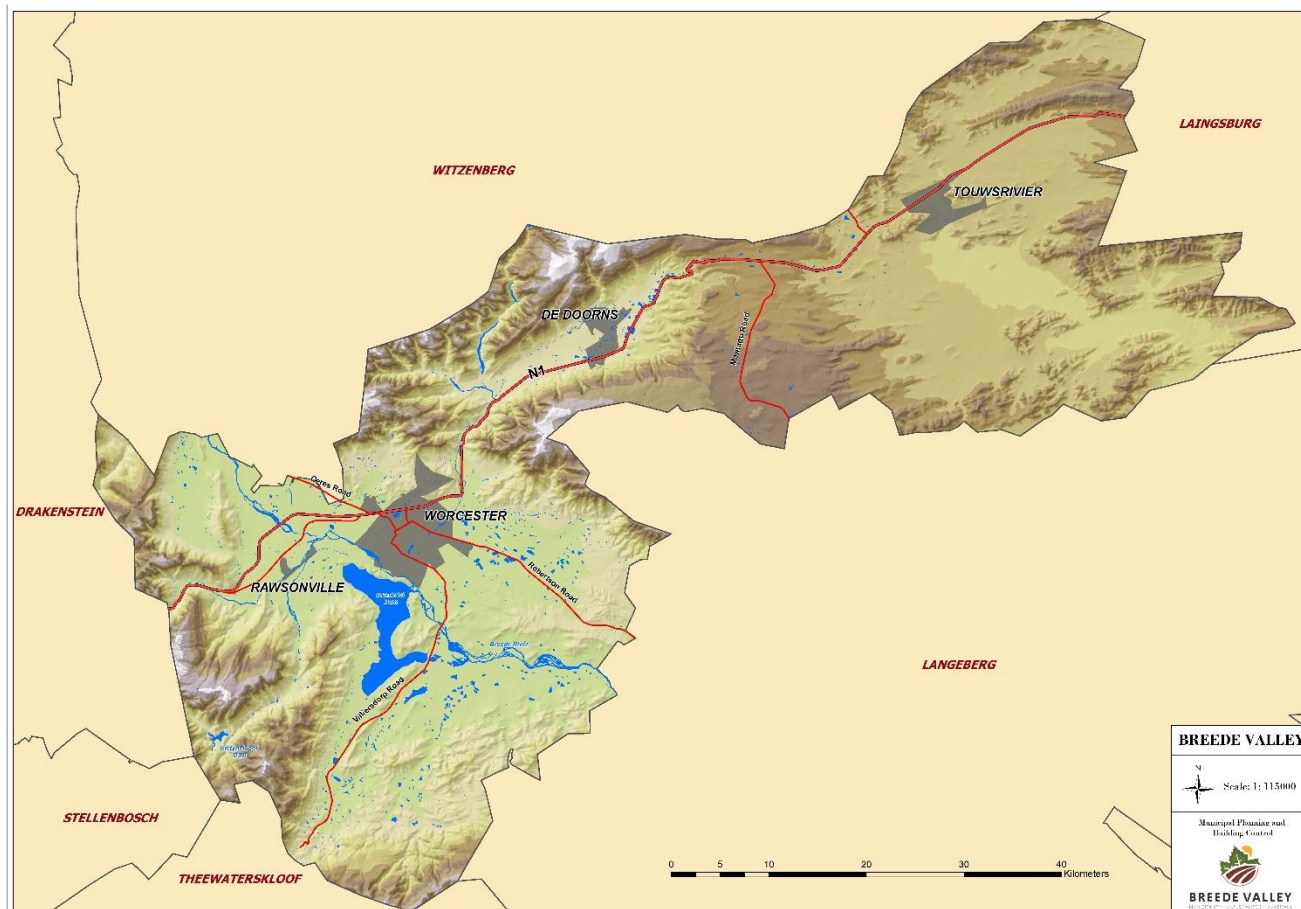 LAINGSBURG
WITZENBERG
TOUWSRIVIER
DE DOORNS
Montagu Road
N1
Ceres Road
DRAKENSTEIN
WORCESTER
RAWSONVILLE
Robertson Road
Breede River
LANGEBERG
Villiersdorp Road
BREEDE VALLEY
N
Scale: 1: 115000
STELLENBOSCH
Municipal Planning and
Building Control
THEEWATERSKLOOF
0 5 10 20 30 40
Kilometers
BREEDE VALLEY